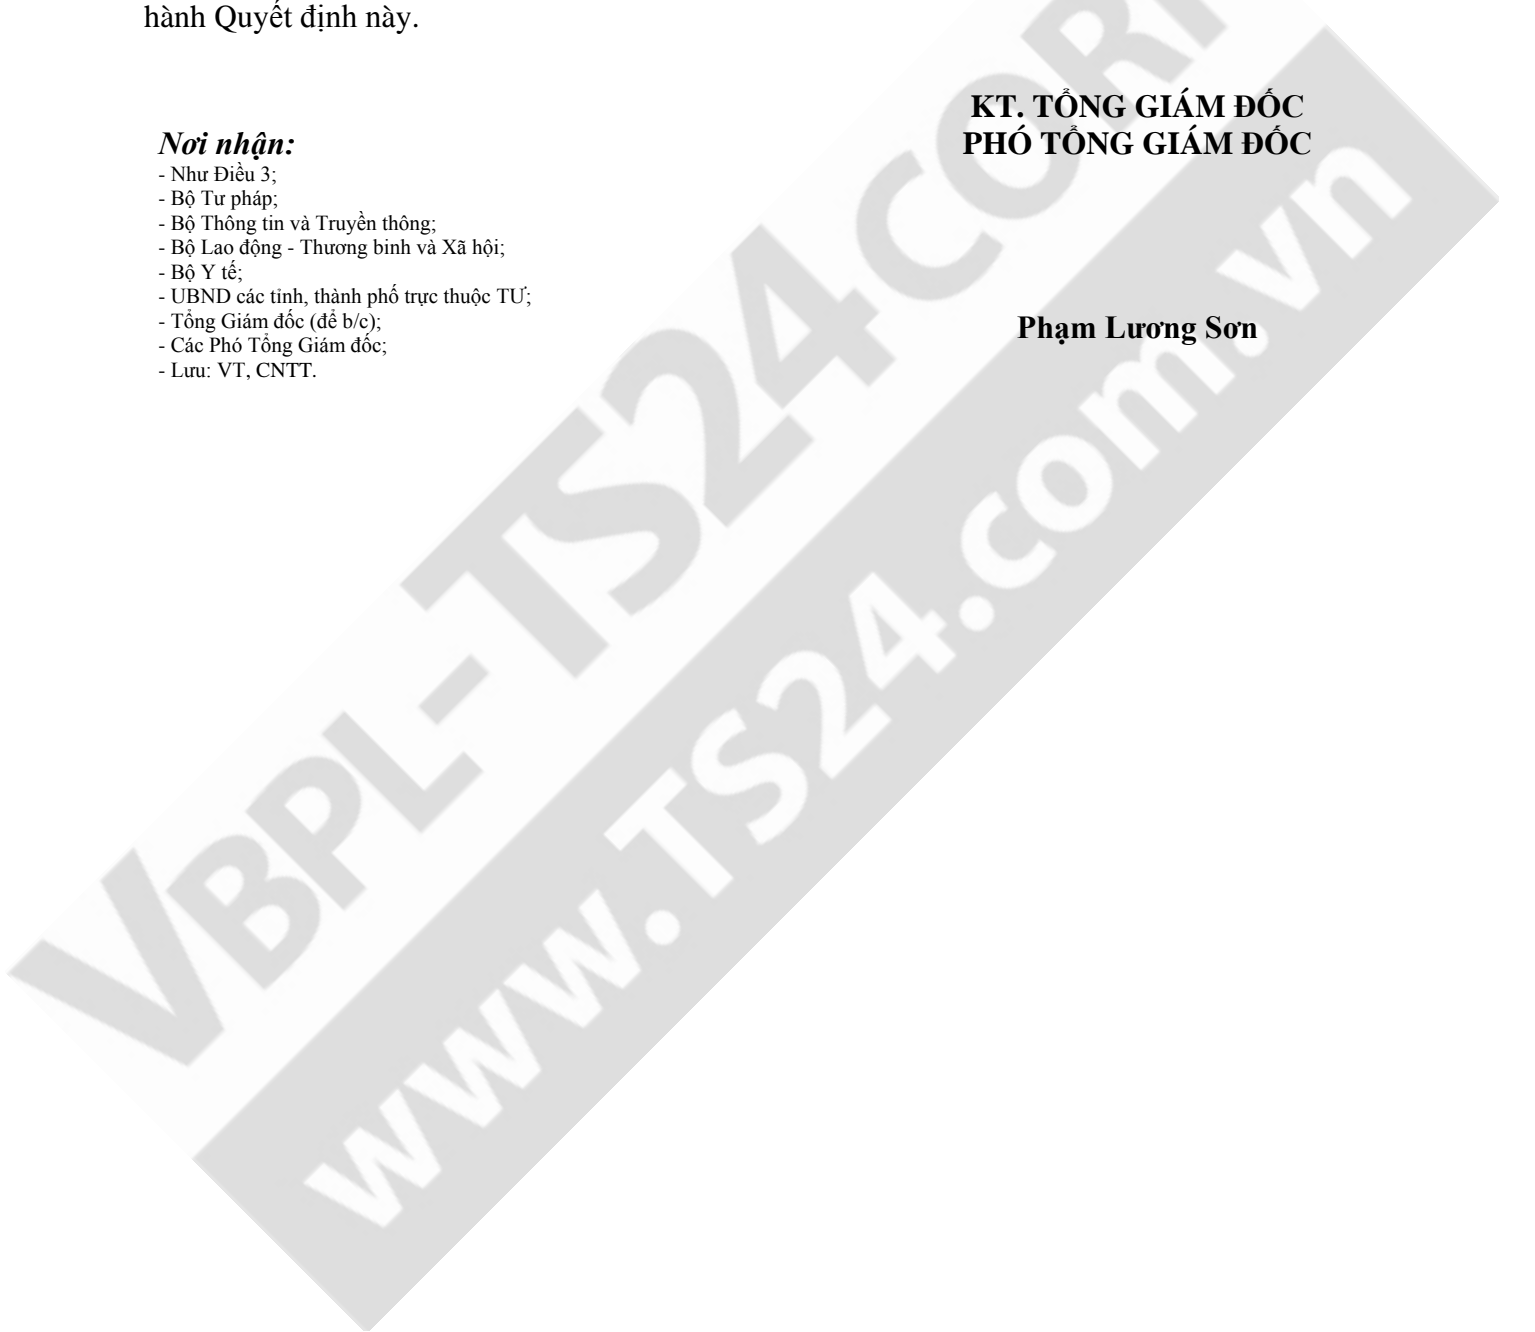 hành Quyết định này.
KT. TỔNG GIÁM ĐỐC
PHÓ TỔNG GIÁM ĐỐC
Nơi nhận:
- Như Điều 3;
- Bộ Tư pháp;
- Bộ Thông tin và Truyền thông;
- Bộ Lao động - Thương binh và Xã hội;
- Bộ Y tế;
- UBND các tỉnh, thành phố trực thuộc TƯ;
- Tổng Giám đốc (để b/c);
- Các Phó Tổng Giám đốc;
- Lưu: VT, CNTT.
Phạm Lương Sơn
VBPL-TS24 COR
www.TS24.com.vn